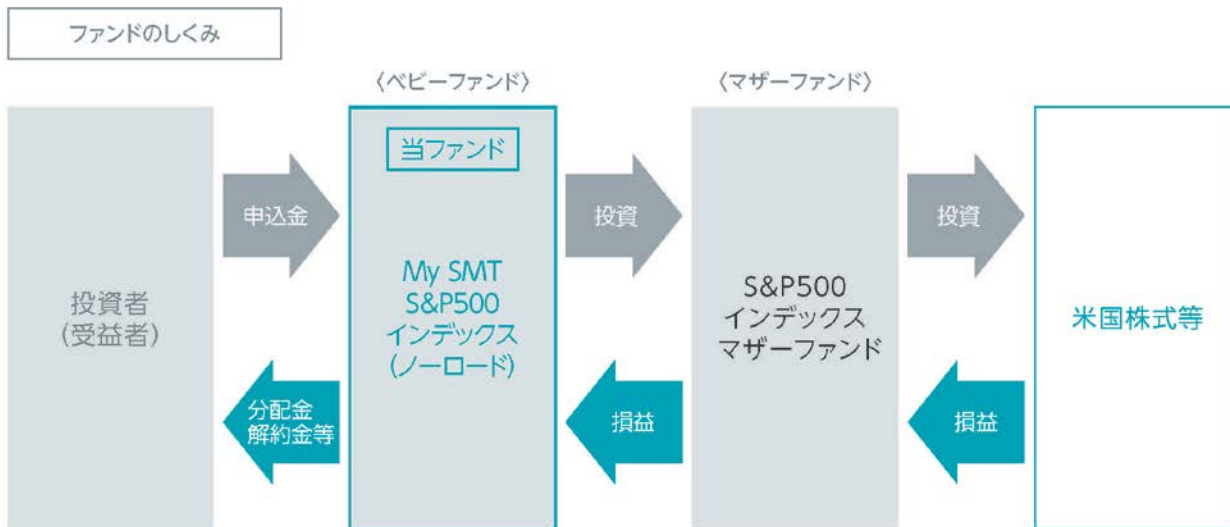 ファンドのしくみ
〈ベビーファンド〉
〈マザーファンド〉
投資者
(受益者)
申込金
分配金
解約金等
当ファンド
My SMT
S&P500
インデックス
(ノーロード)
投資
損益
S&P500
インデックス
マザーファンド
投資
損益
米国株式等